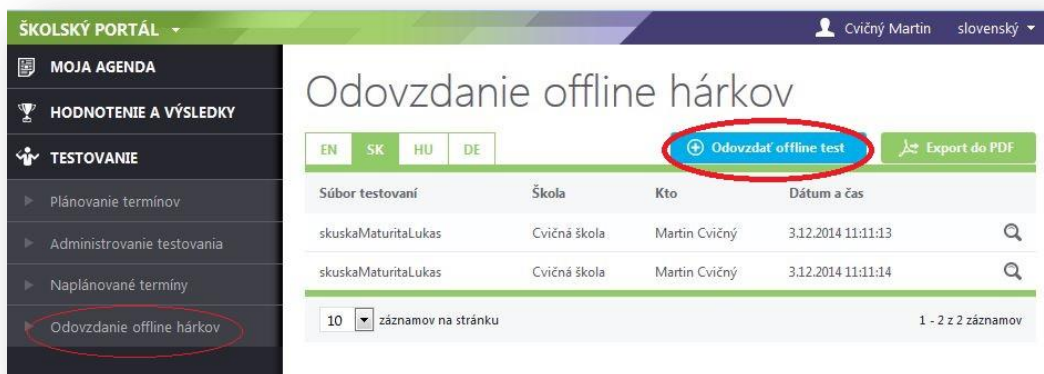 ŠKOLSKÝ PORTÁL
Cvičný Martin slovenský
MOJA AGENDA
HODNOTENIE A VÝSLEDKY
TESTOVANIE
Plánovanie termínov
Administrovanie testovania
Naplánované termíny
Odovzdanie offline hárkov
Odovzdanie offline hárkov
EN SK HU DE
Odovzdať offline test
Export do PDF
Súbor testovaní Škola Kto Dátum a čas
skuskaMaturitaLukas Cvičná škola Martin Cvičný 3.12.2014 11:11:13
skuskaMaturitaLukas Cvičná škola Martin Cvičný 3.12.2014 11:11:14
10 záznamov na stránku 1 - 2 z 2 záznamov